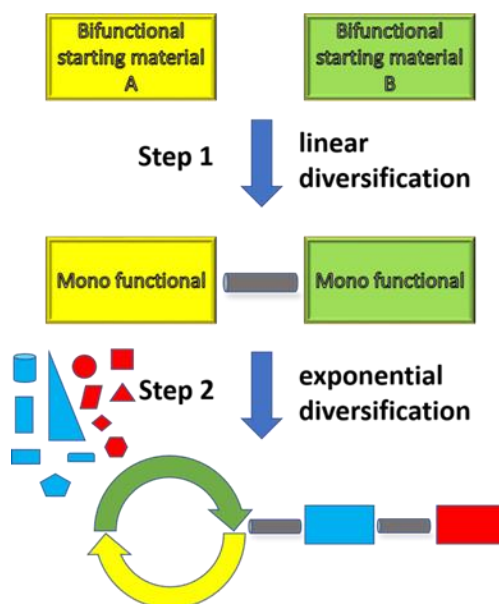 Bifunctional
starting material
A
Bifunctional
starting material
B
Step 1
linear
diversification
Mono functional
Mono functional
Step 2
exponential
diversification